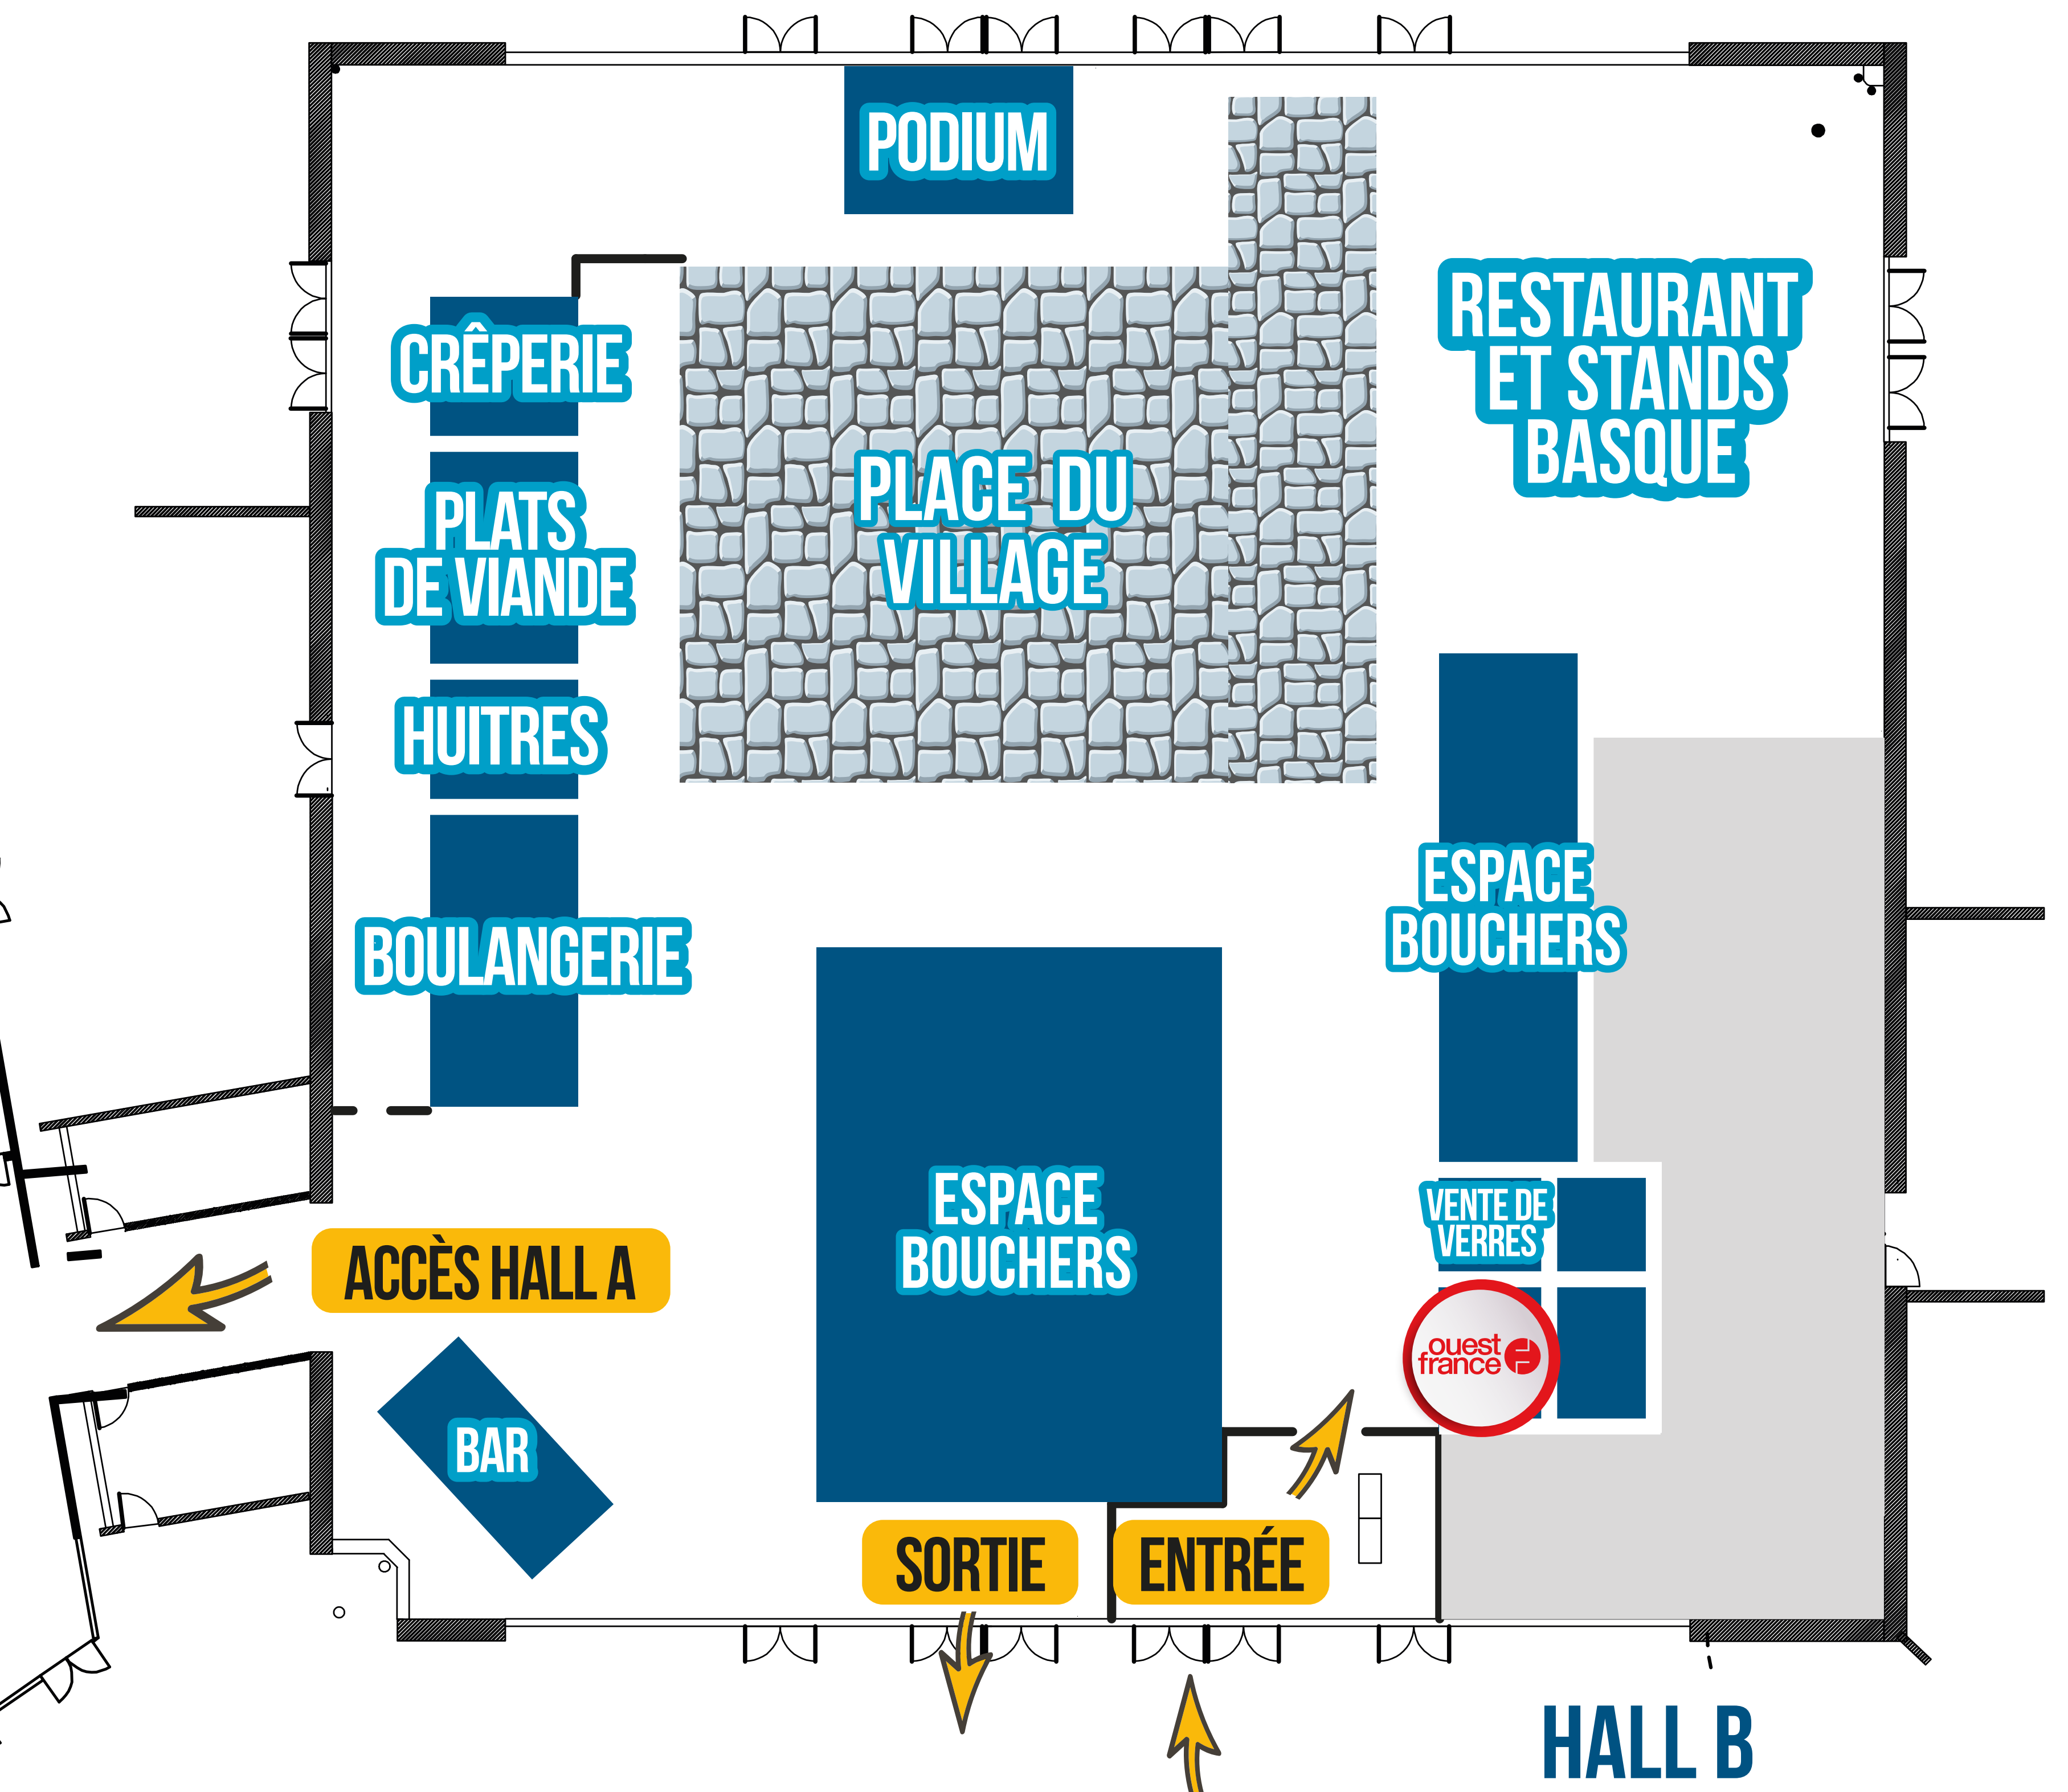 PODIUM
RESTAURANT
ET STANDS
BASQUE
CRÊPERIE
PLATS
DE VIANDE
PLACE DU
VILLAGE
HUITRES
ESPACE
BOUCHERS
BOULANGERIE
ESPACE
BOUCHERS
VENTE DE
VERRES
ACCÈS HALL A
ouest
france
BAR
SORTIE
ENTRÉE
HALL B